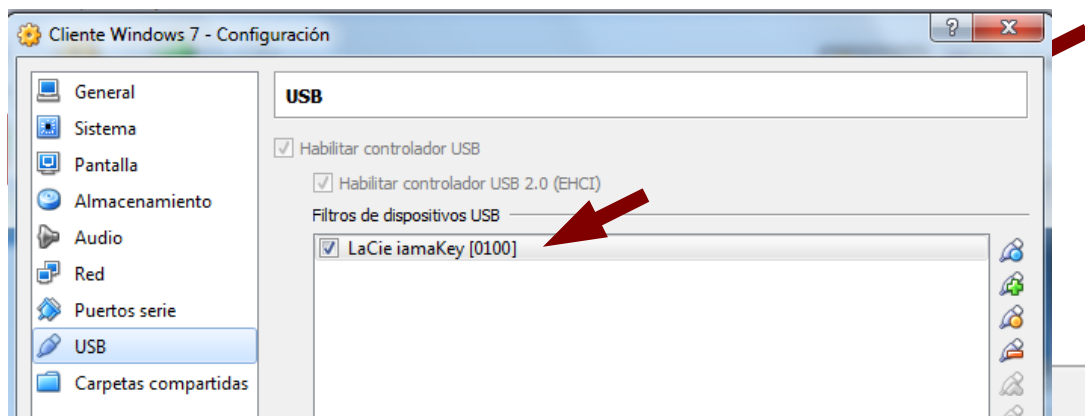 Cliente Windows 7 - Configuración
General
Sistema
Pantalla
Almacenamiento
Audio
Red
Puertos serie
USB
Carpetas compartidas
USB
Habilitar controlador USB
Habilitar controlador USB 2.0 (EHCI)
Filtros de dispositivos USB
LaCie iamaKey [0100]